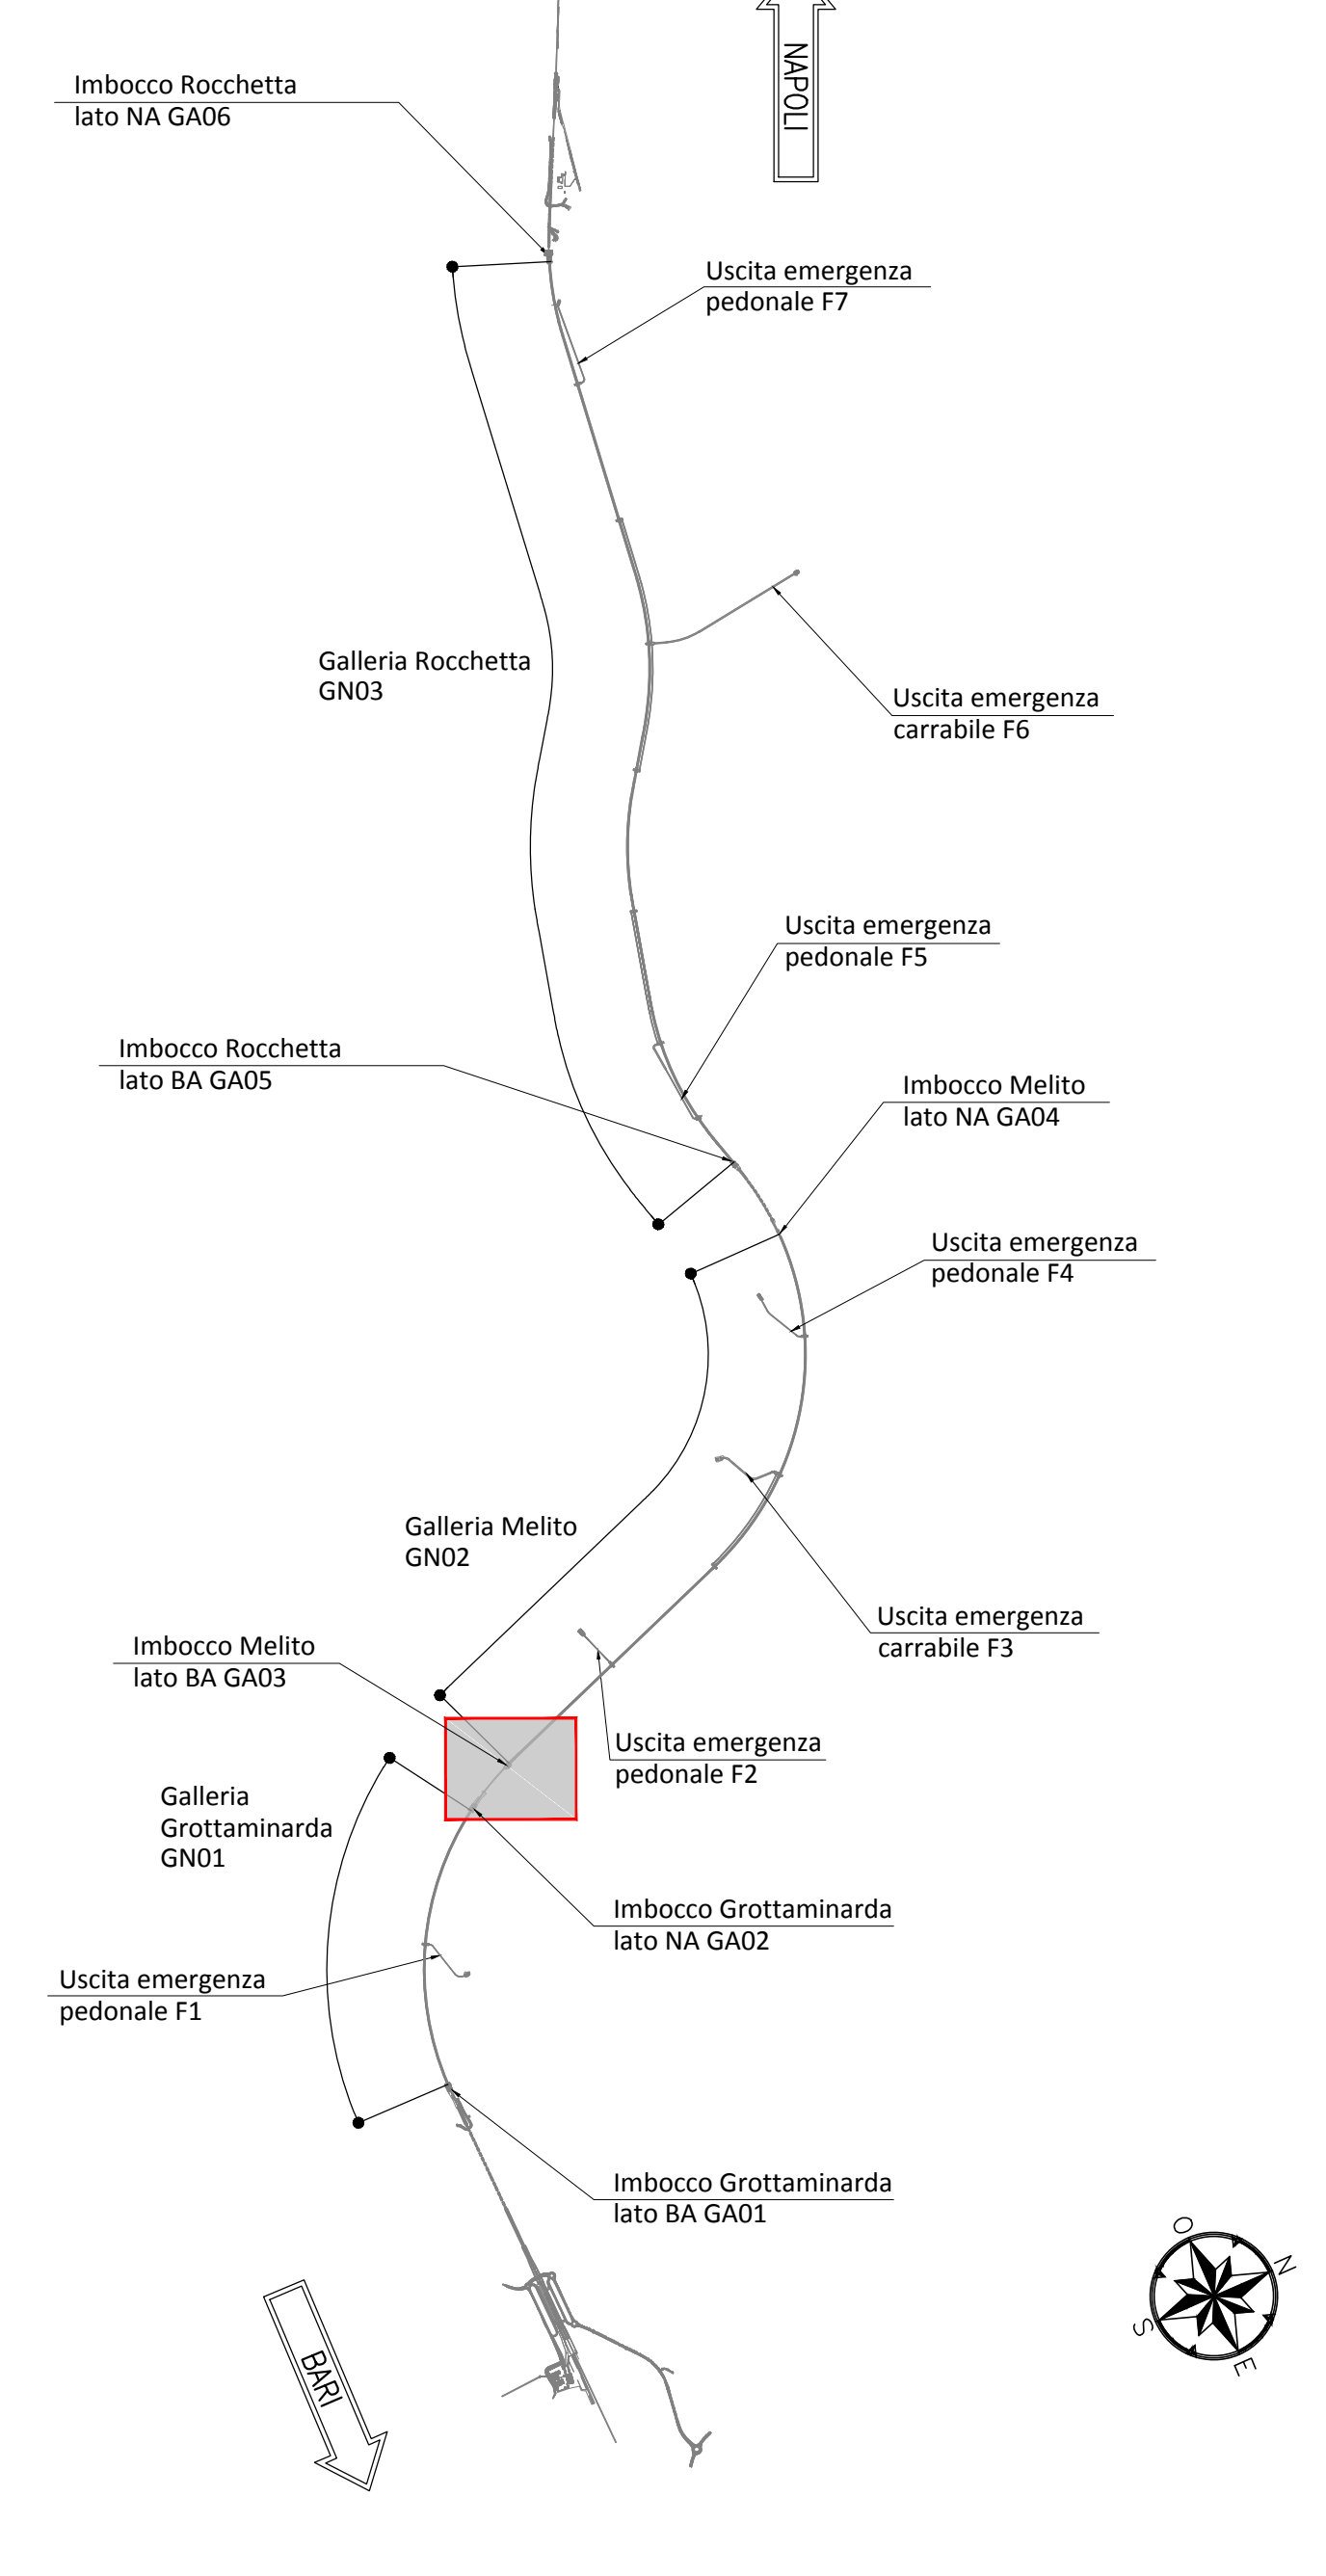 NAPOLI
Imbocco Rocchetta
lato NA GA06
Uscita emergenza
pedonale F7
Galleria Rocchetta
GN03
Uscita emergenza
carrabile F6
Uscita emergenza
pedonale F5
Imbocco Rocchetta
lato BA GA05
Imbocco Melito
lato NA GA04
Uscita emergenza
pedonale F4
Galleria Melito
GN02
Uscita emergenza
carrabile F3
Imbocco Melito
lato BA GA03
Uscita emergenza
pedonale F2
Galleria
Grottaminarda
GN01
Imbocco Grottaminarda
lato NA GA02
Uscita emergenza
pedonale F1
Imbocco Grottaminarda
lato BA GA01
BARI
O
N
S
E